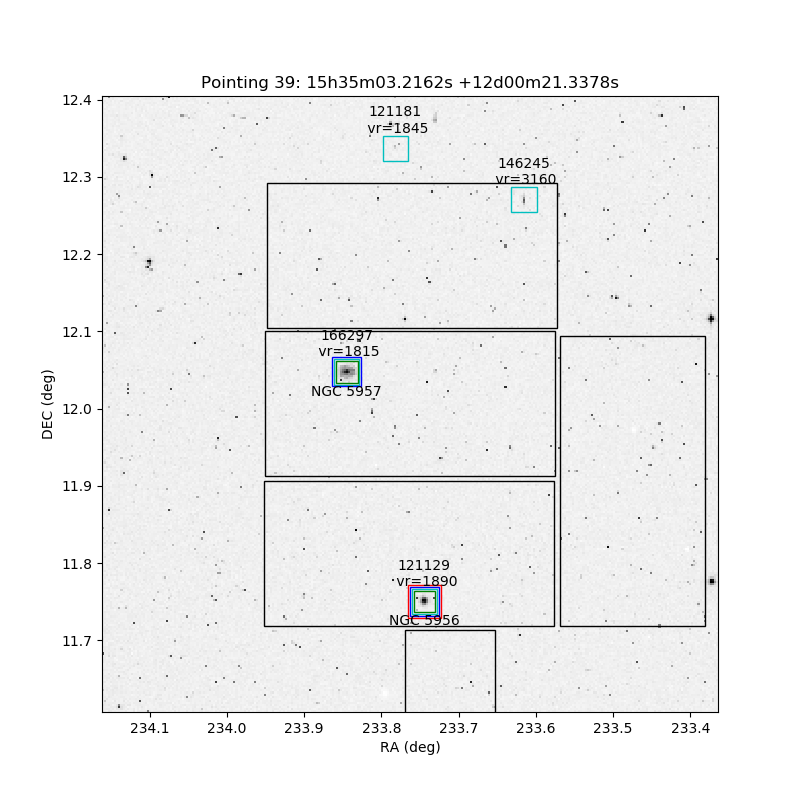 Pointing 39: 15h35m03.2162s +12d00m21.3378s
12.4
12.3
12.2
12.1
12.0
11.9
11.8
11.7
DEC (deg)
121181
vr=1845
146245
vr=3160
166297
vr=1815
NGC 5957
121129
vr=1890
NGC 5956
234.1 234.0 233.9 233.8 233.7 233.6 233.5 233.4
RA (deg)